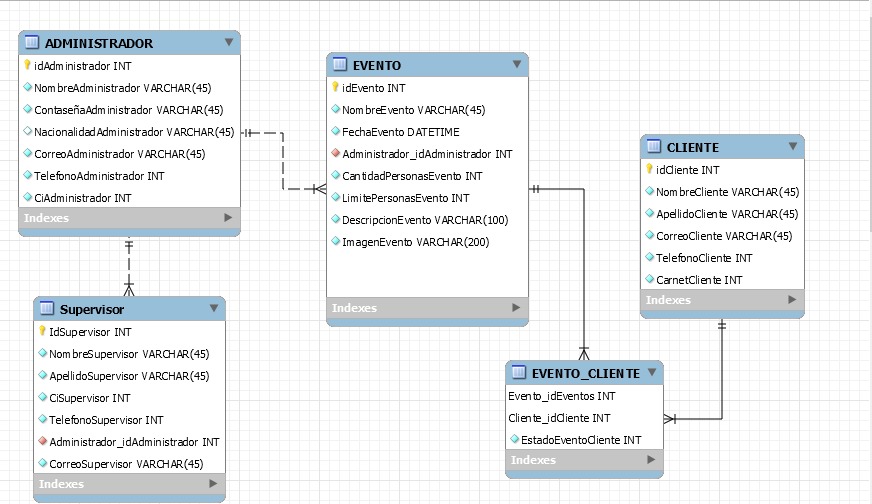 ADMINISTRADOR
idAdministrador INT
NombreAdministrador VARCHAR(45)
ContaseñaAdministrador VARCHAR(45)
NacionalidadAdministrador VARCHAR(45)
CorreoAdministrador VARCHAR(45)
TelefonoAdministrador INT
CiAdministrador INT
Indexes
EVENTO
idEvento INT
NombreEvento VARCHAR(45)
FechaEvento DATETIME
Administrador_idAdministrador INT
CantidadPersonasEvento INT
LimitePersonasEvento INT
DescripcionEvento VARCHAR(100)
ImagenEvento VARCHAR(200)
Indexes
CLIENTE
idCliente INT
NombreCliente VARCHAR(45)
ApellidoCliente VARCHAR(45)
CorreoCliente VARCHAR(45)
TelefonoCliente INT
CarnetCliente INT
Indexes
Supervisor
IdSupervisor INT
NombreSupervisor VARCHAR(45)
ApellidoSupervisor VARCHAR(45)
CiSupervisor INT
TelefonoSupervisor INT
Administrador_idAdministrador INT
CorreoSupervisor VARCHAR(45)
Indexes
EVENTO_CLIENTE
Evento_idEventos INT
Cliente_idCliente INT
EstadoEventoCliente INT
Indexes